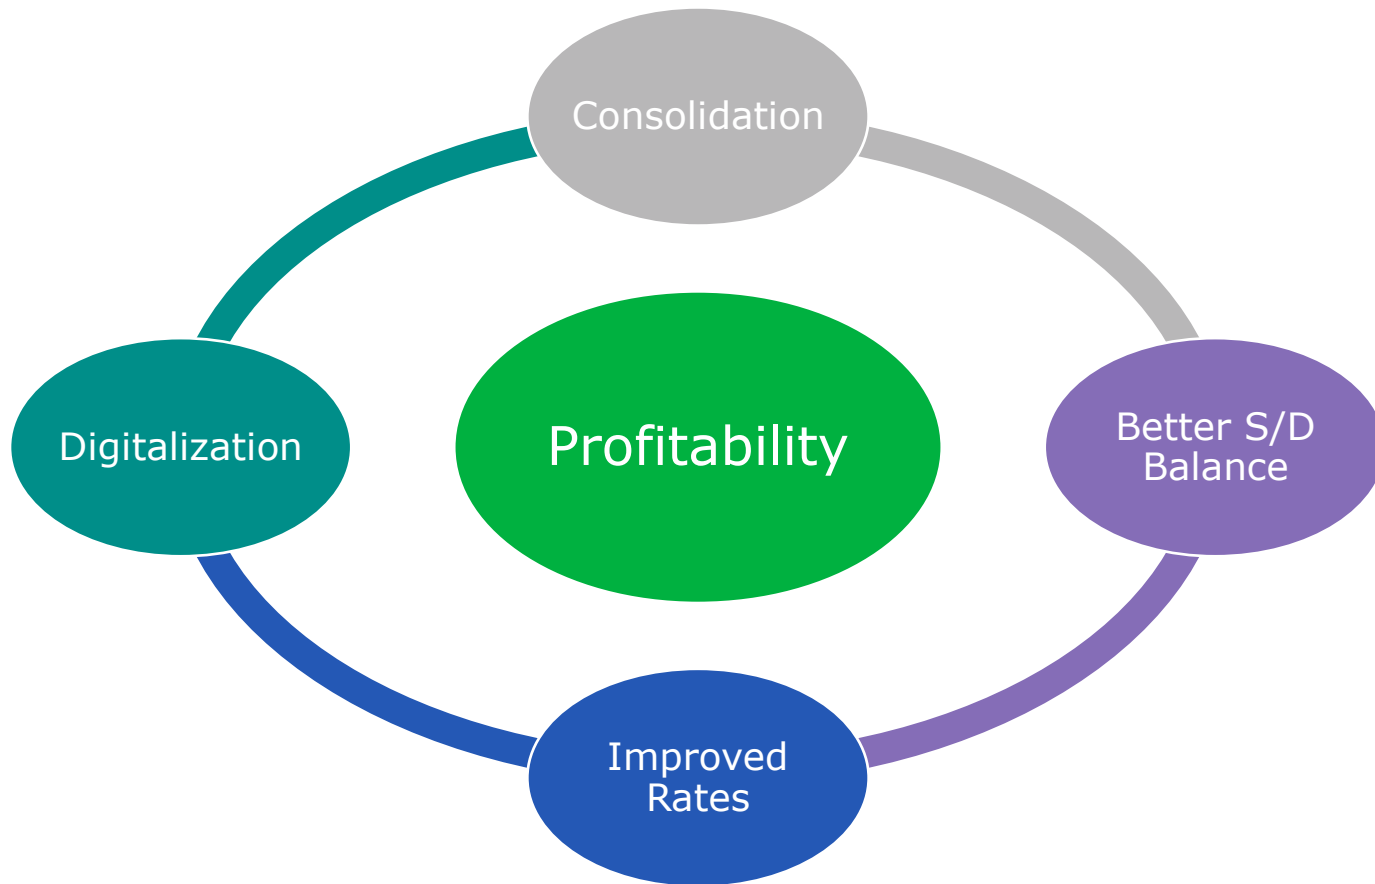 Consolidation
Digitalization
Profitability
Better S/D
Balance
Improved
Rates